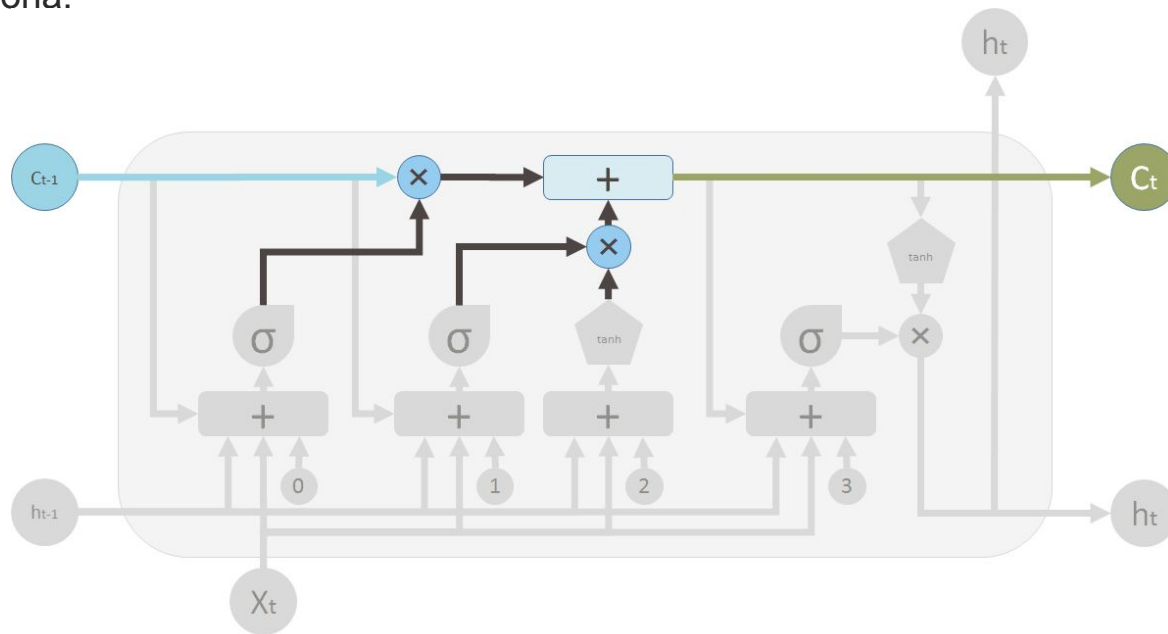 ona.
ht
Ct-1
×
+
Ct
×
tanh
σ
σ
tanh
σ
×
+
+
+
+
0
1
2
3
ht-1
ht
Xt